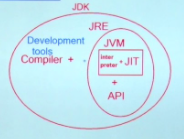 JDK
JRE
Development
tools
JVM
Compiler +
Inter
preter + JIT
+
API